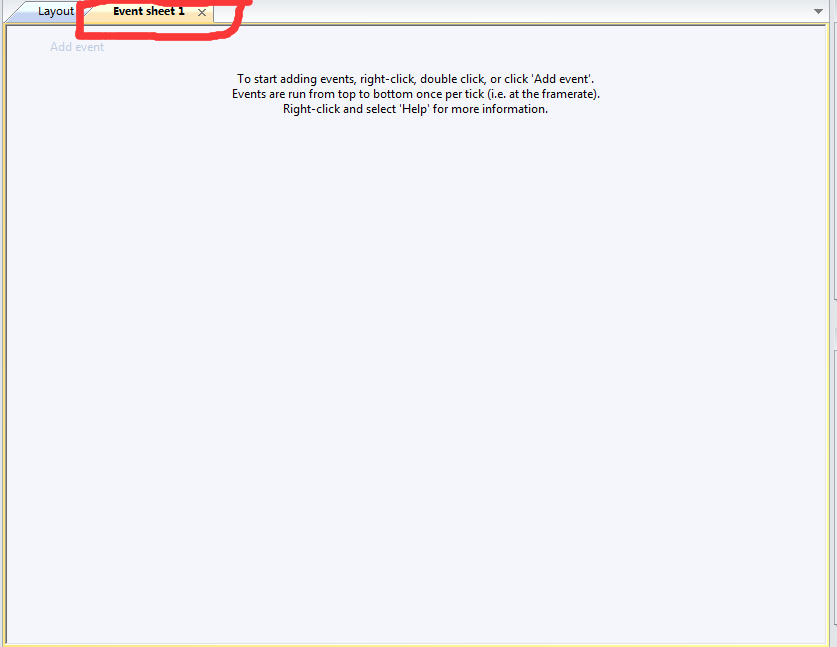 Layout
Event sheet 1
Add event
To start adding events, right-click, double click, or click 'Add event'.
Events are run from top to bottom once per tick (i.e. at the framerate).
Right-click and select 'Help' for more information.